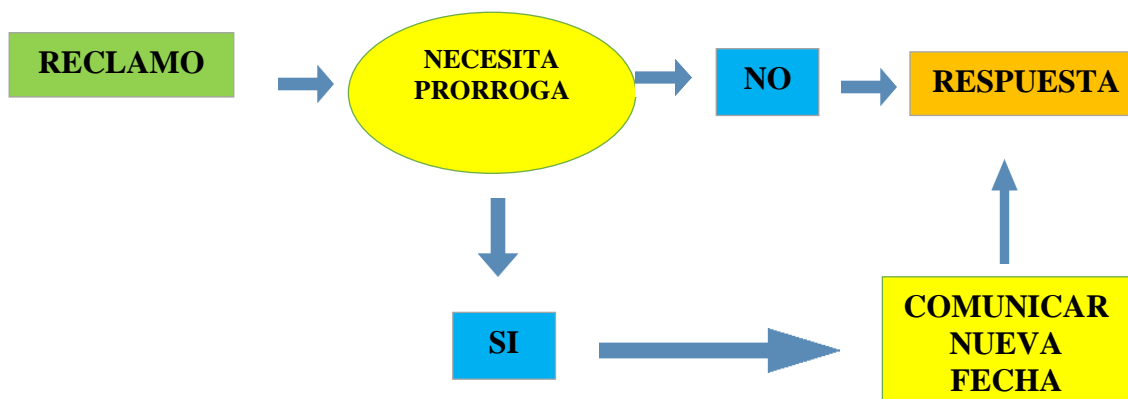 RECLAMO
NECESITA
PRORROGA
NO
RESPUESTA
SI
COMUNICAR
NUEVA
FECHA